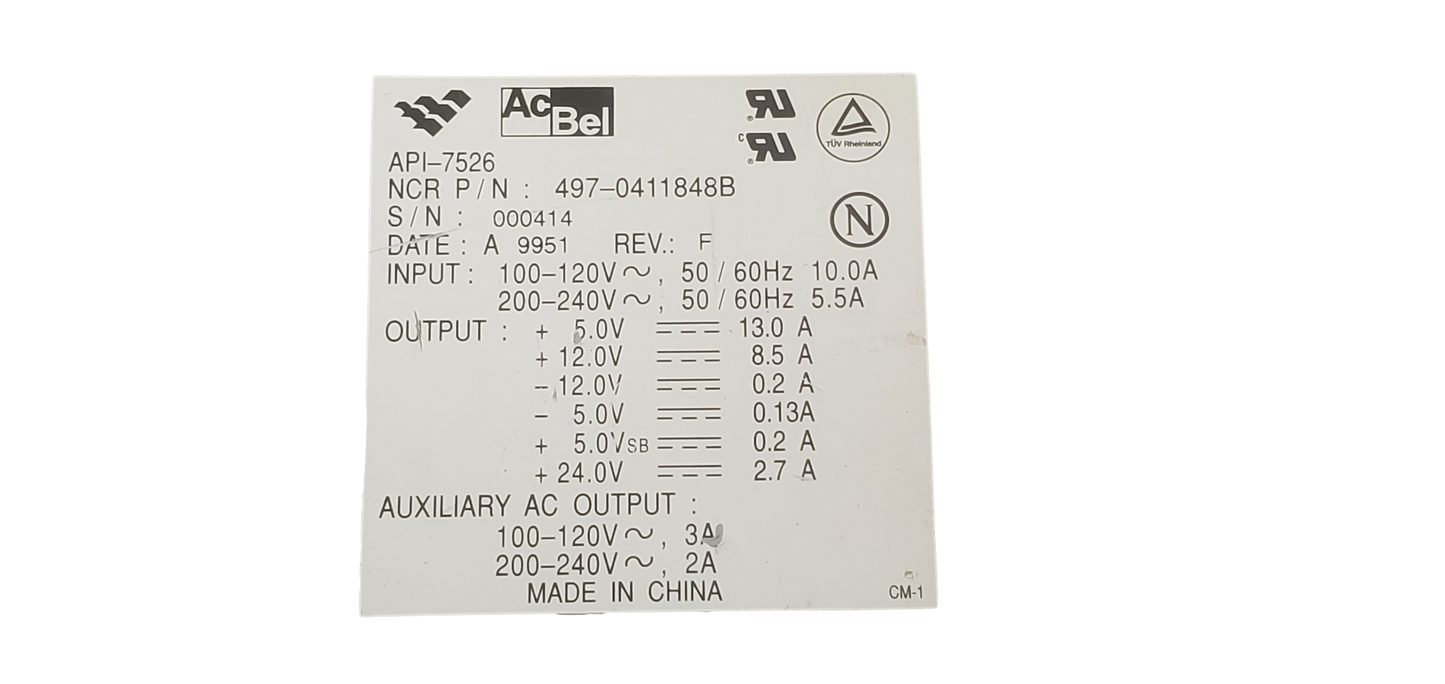 AcBel
TÜV Rheinland
API–7526
NCR P/N : 497–0411848B
S/N : 000414
N
DATE : A 9951 REV.: F
INPUT : 100–120V～, 50 / 60Hz 10.0A
200–240V～, 50 / 60Hz 5.5A
OUTPUT : + 5.0V ⎓ 13.0 A
+ 12.0V ⎓ 8.5 A
– 12.0V ⎓ 0.2 A
– 5.0V ⎓ 0.13A
+ 5.0VSB ⎓ 0.2 A
+ 24.0V ⎓ 2.7 A
AUXILIARY AC OUTPUT :
100–120V～, 3A
200–240V～, 2A
MADE IN CHINA
CM-1